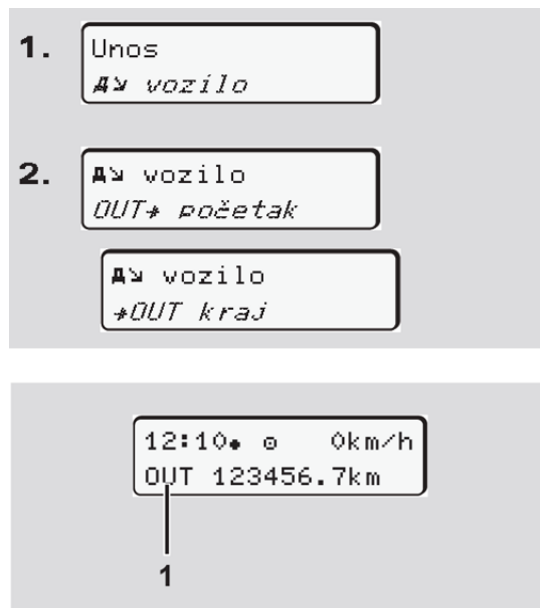 1.
Unos
vozilo
2.
vozilo
OUT→ početak
vozilo
→OUT kraj
12:10 0km/h
OUT 123456.7km
1